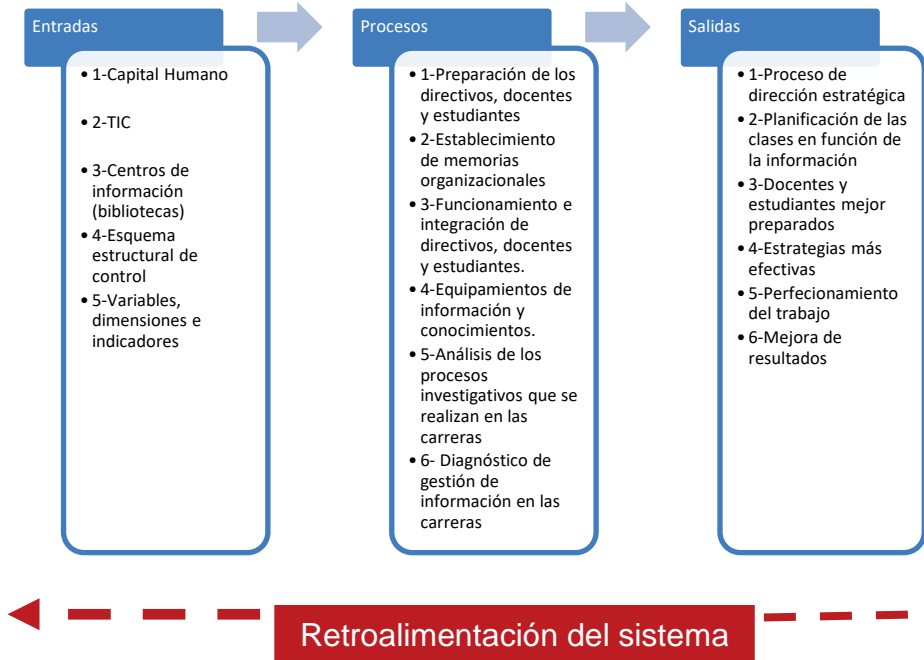 Entradas
• 1-Capital Humano
• 2-TIC
• 3-Centros de
información
(bibliotecas)
• 4-Esquema
estructural de
control
• 5-Variables,
dimensiones e
indicadores
Procesos
• 1-Preparación de los
directivos, docentes
y estudiantes
• 2-Establecimiento
de memorias
organizacionales
• 3-Funcionamiento e
integración de
directivos, docentes
y estudiantes.
• 4-Equipamientos de
información y
conocimientos.
• 5-Análisis de los
procesos
investigativos que se
realizan en las
carreras
• 6- Diagnóstico de
gestión de
información en las
carreras
Salidas
• 1-Proceso de
dirección estratégica
• 2-Planificación de las
clases en función de
la información
• 3-Docentes y
estudiantes mejor
preparados
• 4-Estrategias más
efectivas
• 5-Perfecionamiento
del trabajo
• 6-Mejora de
resultados
Retroalimentación del sistema